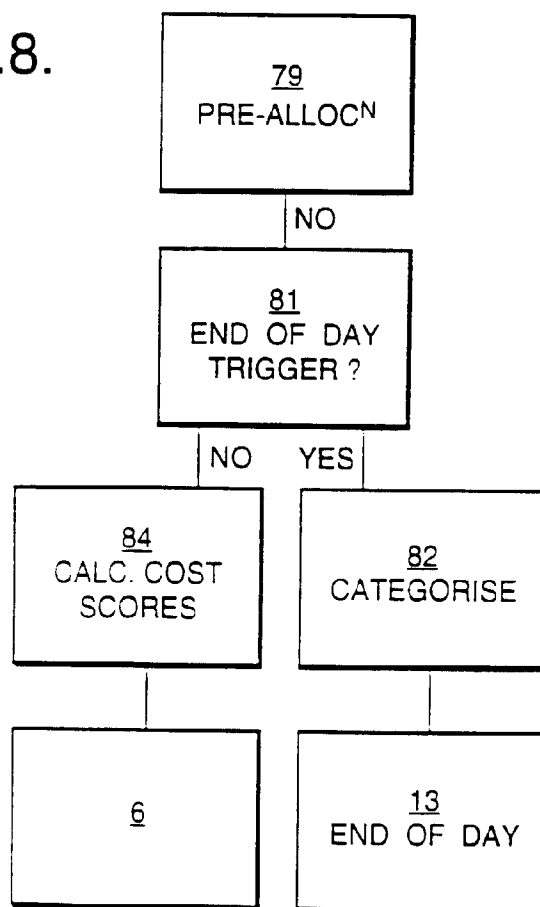 .8.
79
PRE-ALLOCᴺ
NO
81
END OF DAY
TRIGGER ?
NO YES
84
CALC. COST
SCORES
82
CATEGORISE
6
13
END OF DAY